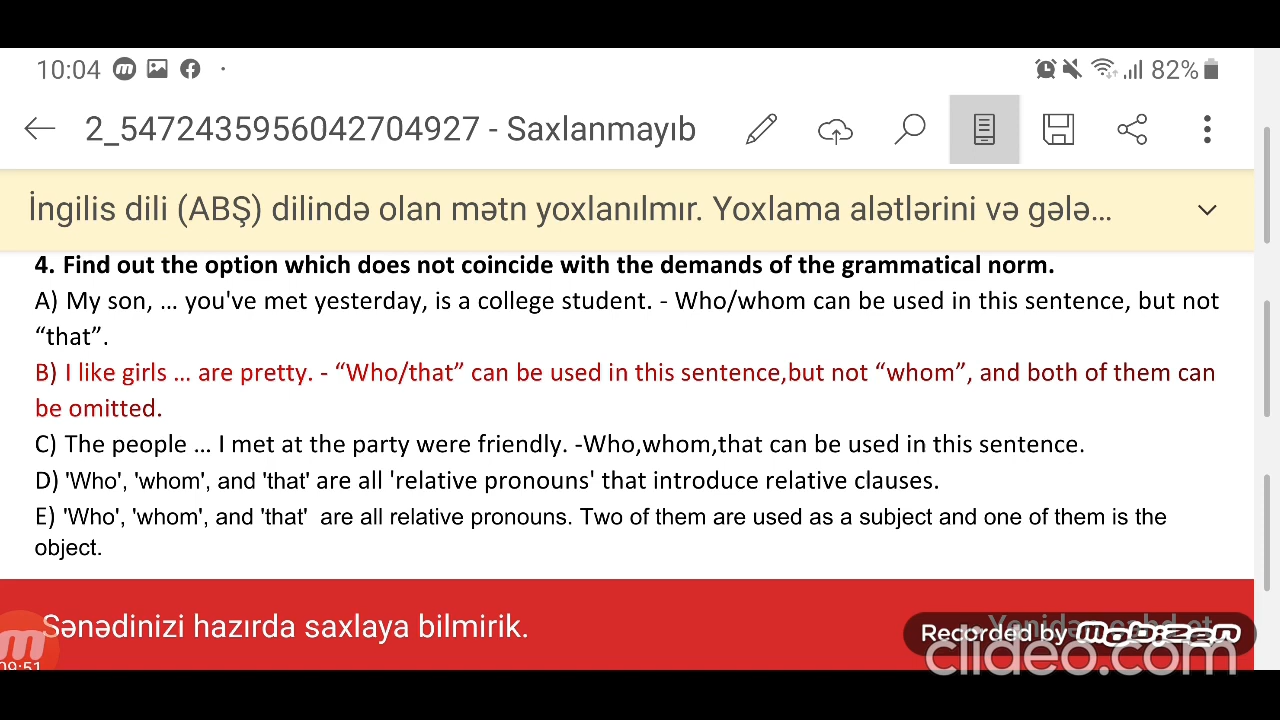 10:04 82%
2_5472435956042704927 - Saxlanmayıb
İngilis dili (ABŞ) dilində olan mətn yoxlanılmır. Yoxlama alətlərini və gələ...
4. Find out the option which does not coincide with the demands of the grammatical norm.
A) My son, ... you've met yesterday, is a college student. - Who/whom can be used in this sentence, but not
“that”.
B) I like girls ... are pretty. - “Who/that” can be used in this sentence,but not “whom”, and both of them can
be omitted.
C) The people ... I met at the party were friendly. -Who,whom,that can be used in this sentence.
D) 'Who', 'whom', and 'that' are all 'relative pronouns' that introduce relative clauses.
E) 'Who', 'whom', and 'that' are all relative pronouns. Two of them are used as a subject and one of them is the
object.
Sənədinizi hazırda saxlaya bilmirik.
Recorded by mobizen
clideo.com
09:51